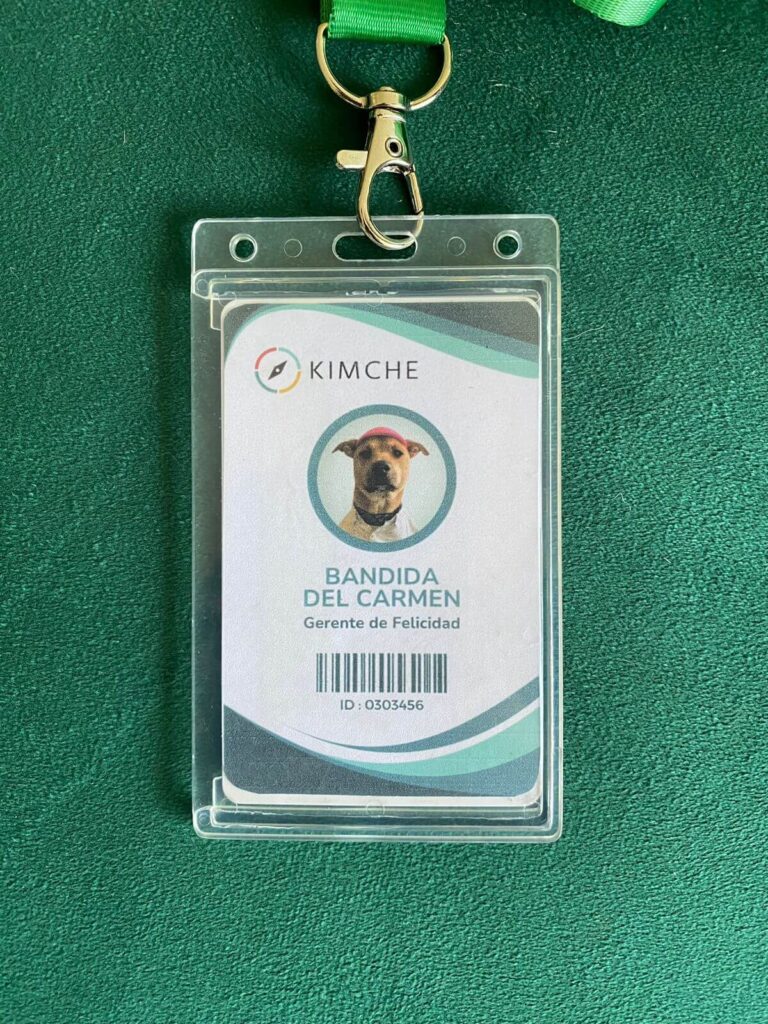 KIMCHE
BANDIDA
DEL CARMEN
Gerente de Felicidad
ID : 0303456